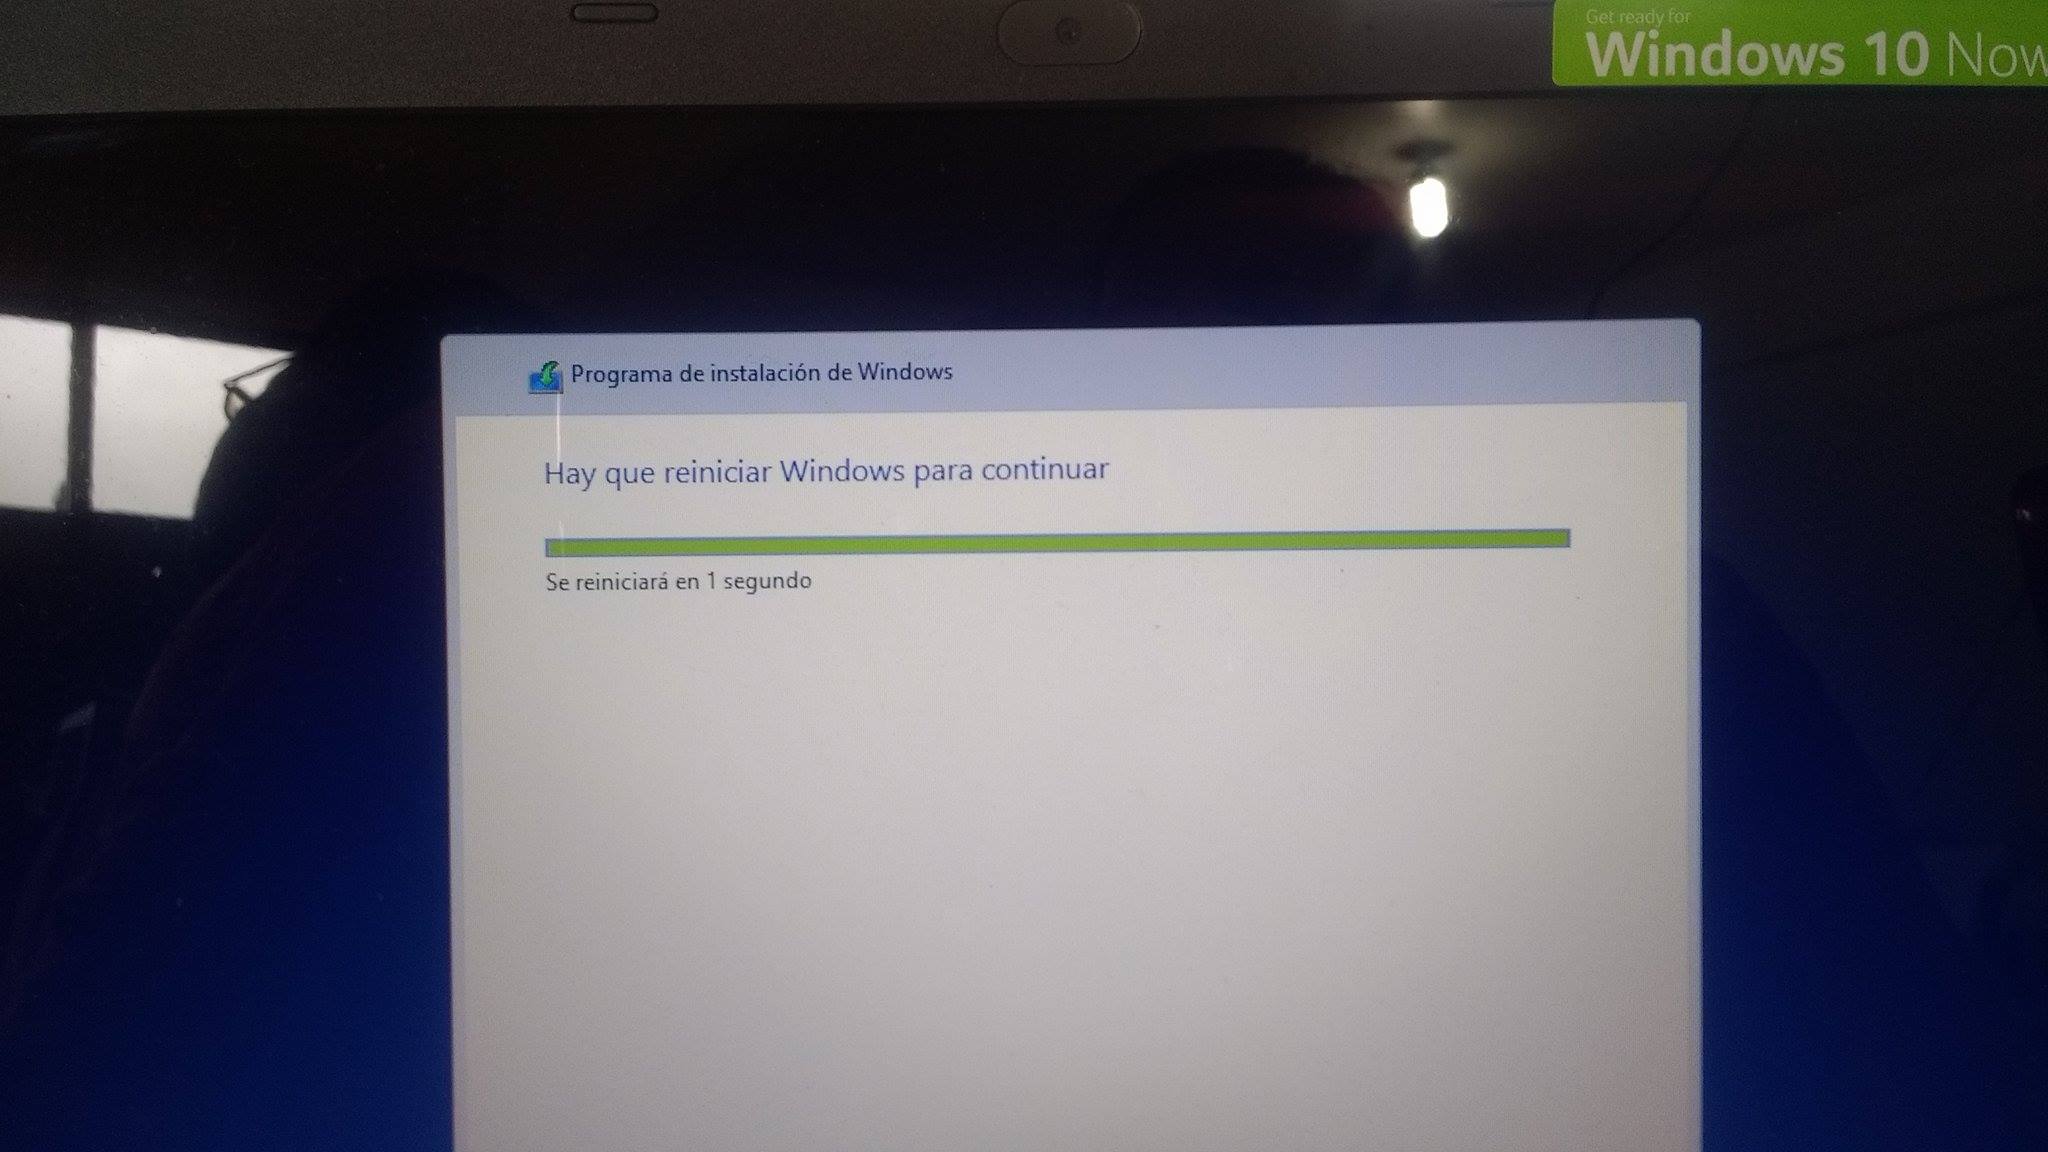 Get ready for
Windows 10 Now
Programa de instalación de Windows
Hay que reiniciar Windows para continuar
Se reiniciará en 1 segundo